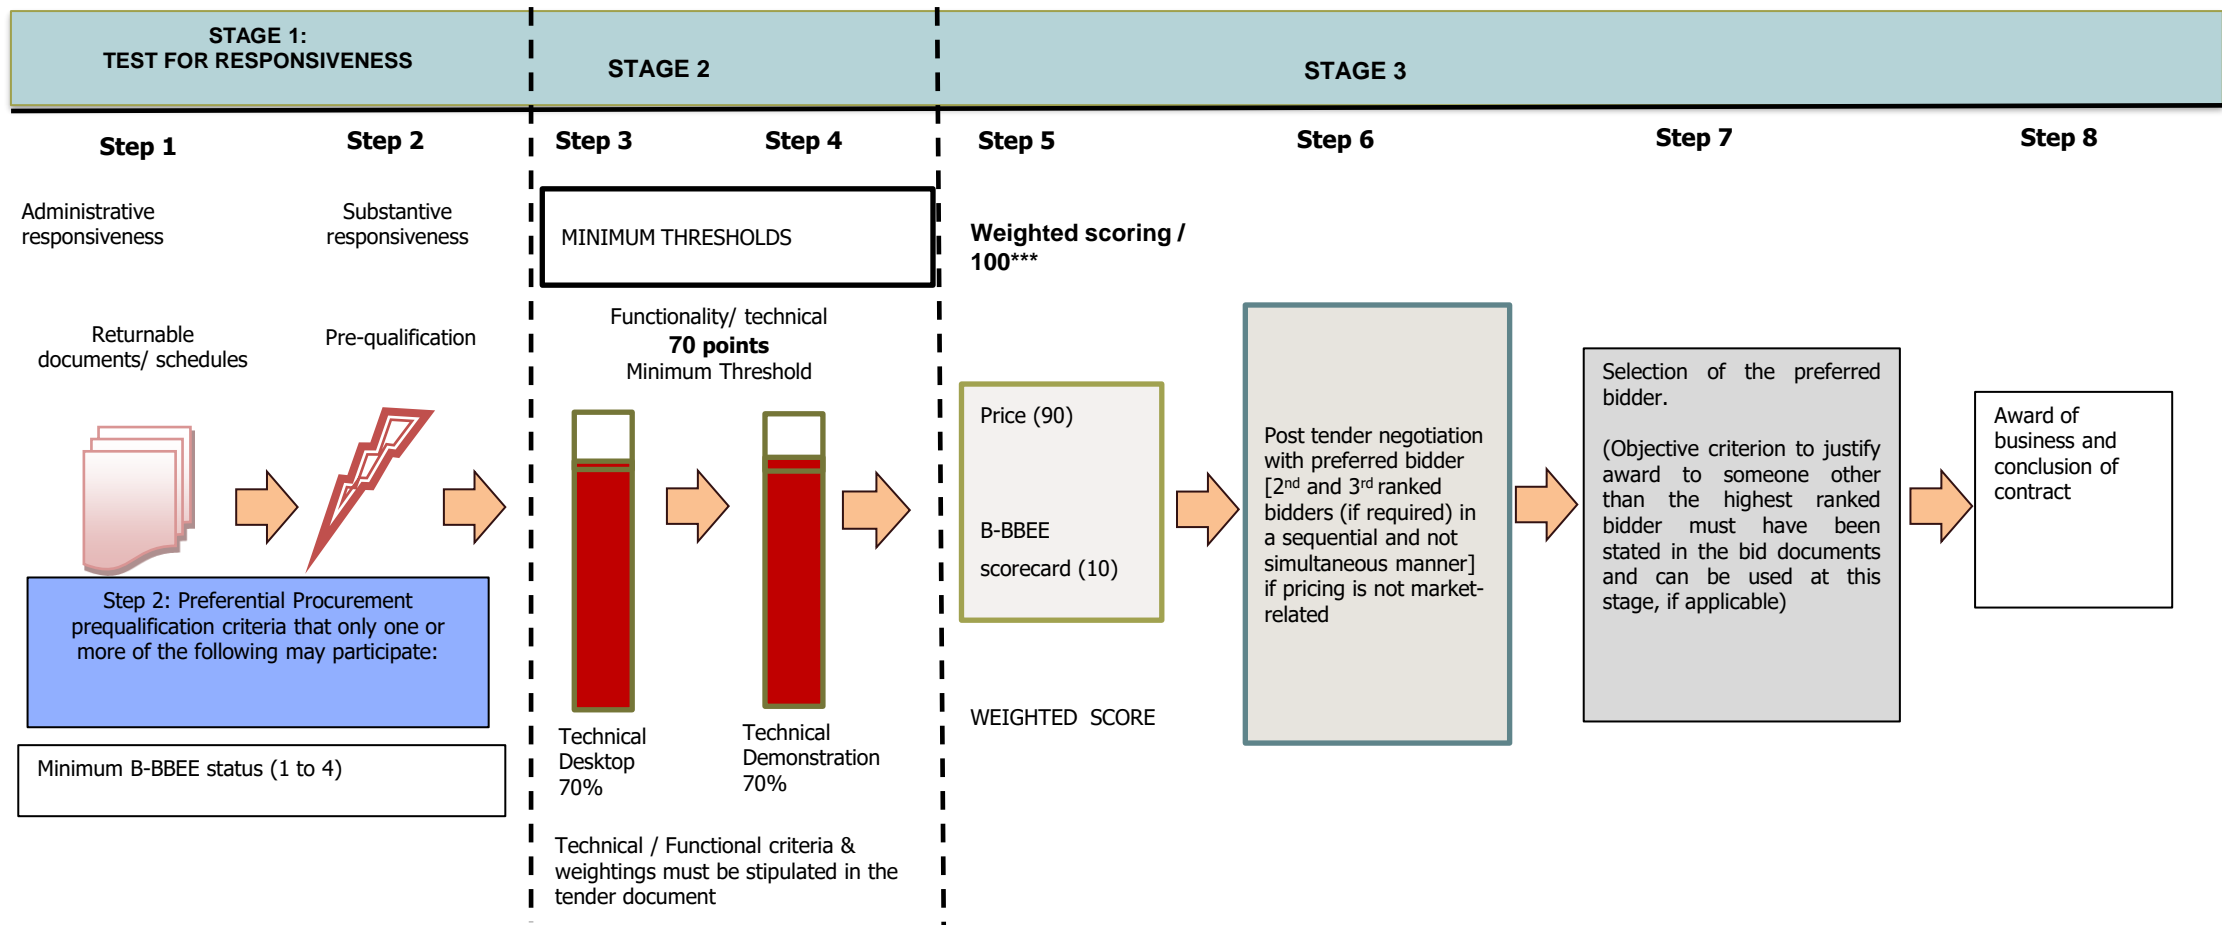 STAGE 1:
TEST FOR RESPONSIVENESS
STAGE 2
STAGE 3
Step 1
Step 2
Step 3
Step 4
Step 5
Step 6
Step 7
Step 8
Administrative
responsiveness
Substantive
responsiveness
MINIMUM THRESHOLDS
Weighted scoring /
100***
Returnable
documents/ schedules
Pre-qualification
Functionality/ technical
70 points
Minimum Threshold
Step 2: Preferential Procurement
prequalification criteria that only one or
more of the following may participate:
Minimum B-BBEE status (1 to 4)
Technical
Desktop
70%
Technical
Demonstration
70%
Technical / Functional criteria &
weightings must be stipulated in the
tender document
Price (90)
B-BBEE
scorecard (10)
WEIGHTED SCORE
Post tender negotiation
with preferred bidder
[2nd and 3rd ranked
bidders (if required) in
a sequential and not
simultaneous manner]
if pricing is not market-
related
Selection of the preferred
bidder.
(Objective criterion to justify
award to someone other
than the highest ranked
bidder must have been
stated in the bid documents
and can be used at this
stage, if applicable)
Award of
business and
conclusion of
contract